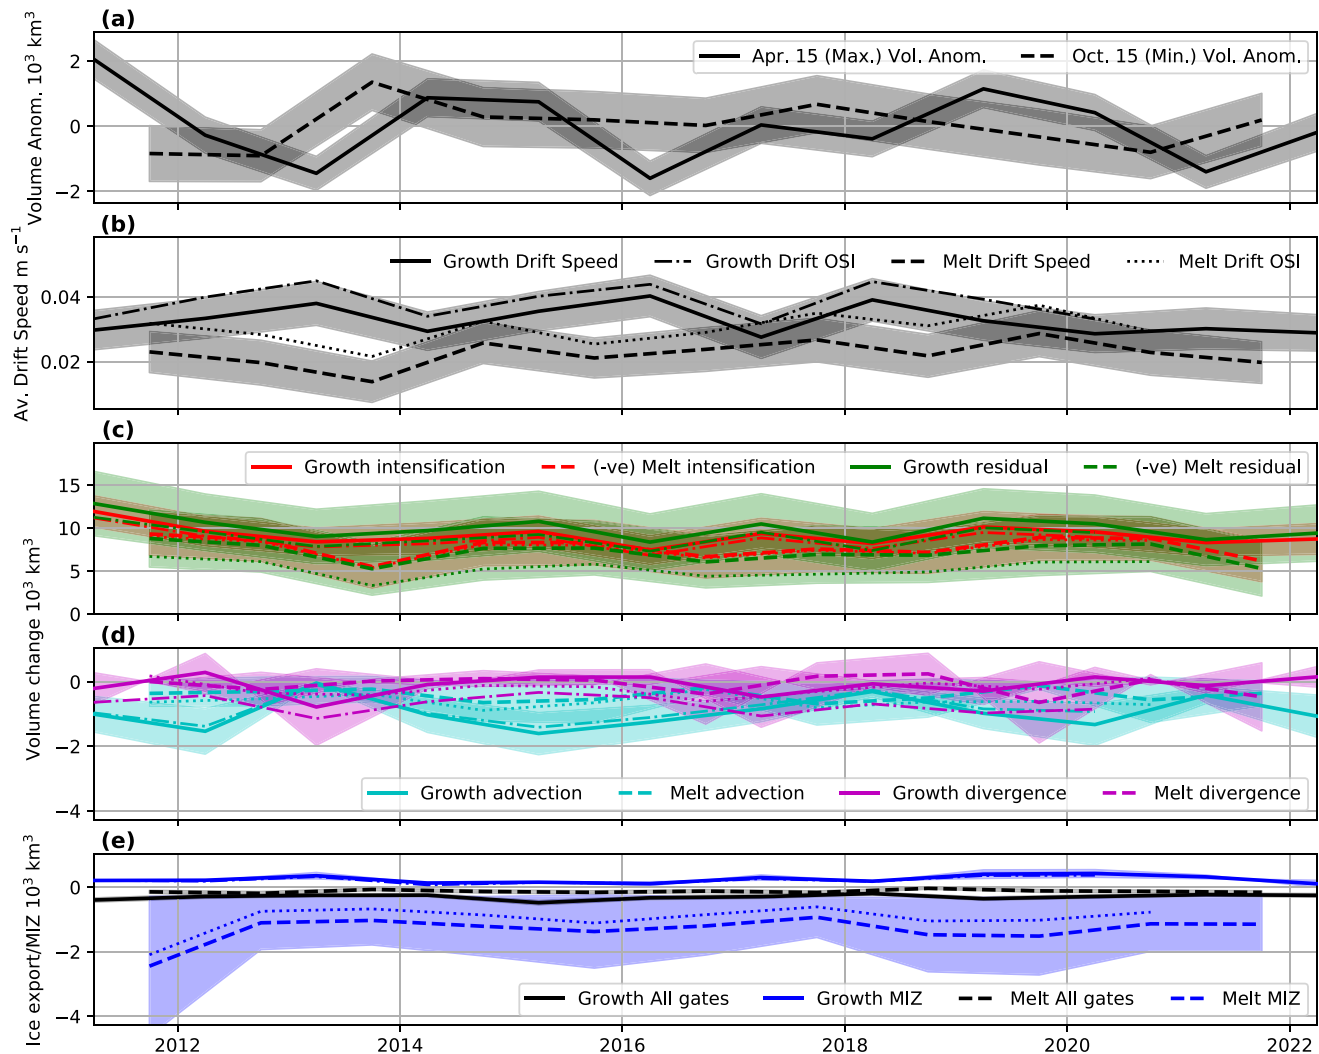 (a)
Volume Anom. 10³ km³
2
0
−2
Apr. 15 (Max.) Vol. Anom.
Oct. 15 (Min.) Vol. Anom.
(b)
Av. Drift Speed m s⁻¹
0.04
0.02
Growth Drift Speed
Growth Drift OSI
Melt Drift Speed
Melt Drift OSI
(c)
Volume change 10³ km³
15
10
5
0
Growth intensification
(-ve) Melt intensification
Growth residual
(-ve) Melt residual
(d)
0
−2
−4
Growth advection
Melt advection
Growth divergence
Melt divergence
(e)
Ice export/MIZ 10³ km³
0
−2
−4
Growth All gates
Growth MIZ
Melt All gates
Melt MIZ
2012 2014 2016 2018 2020 2022